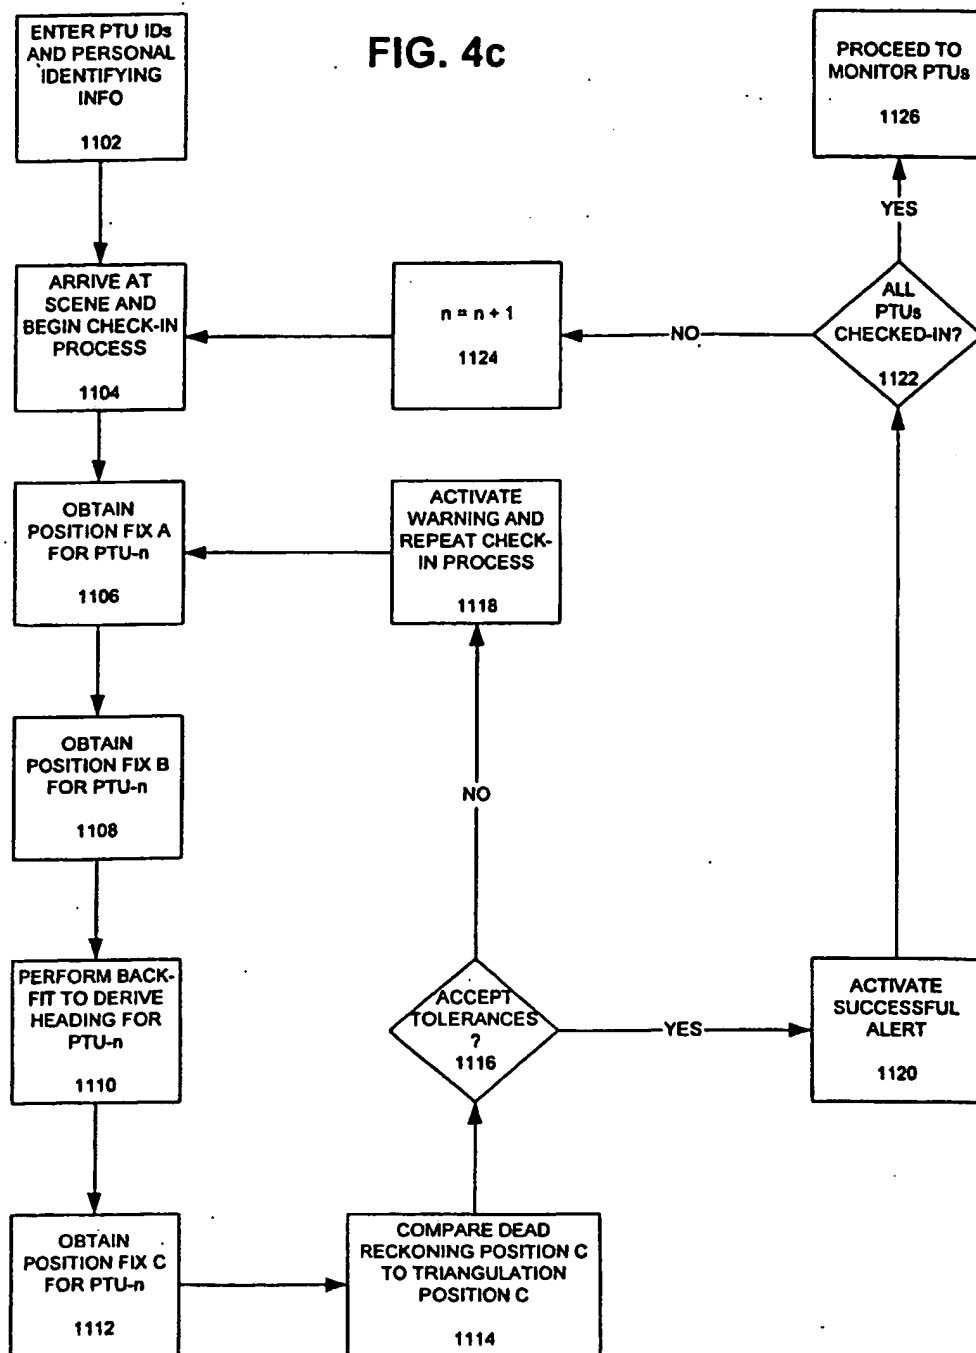 FIG. 4c
ENTER PTU IDs
AND PERSONAL
IDENTIFYING
INFO
1102
PROCEED TO
MONITOR PTUs
1126
YES
ARRIVE AT
SCENE AND
BEGIN CHECK-IN
PROCESS
1104
n = n + 1
1124
NO
ALL
PTUs
CHECKED-IN?
1122
OBTAIN
POSITION FIX A
FOR PTU-n
1106
ACTIVATE
WARNING AND
REPEAT CHECK-
IN PROCESS
1118
OBTAIN
POSITION FIX B
FOR PTU-n
1108
NO
PERFORM BACK-
FIT TO DERIVE
HEADING FOR
PTU-n
1110
ACCEPT
TOLERANCES
?
1116
YES
ACTIVATE
SUCCESSFUL
ALERT
1120
OBTAIN
POSITION FIX C
FOR PTU-n
1112
COMPARE DEAD
RECKONING POSITION C
TO TRIANGULATION
POSITION C
1114